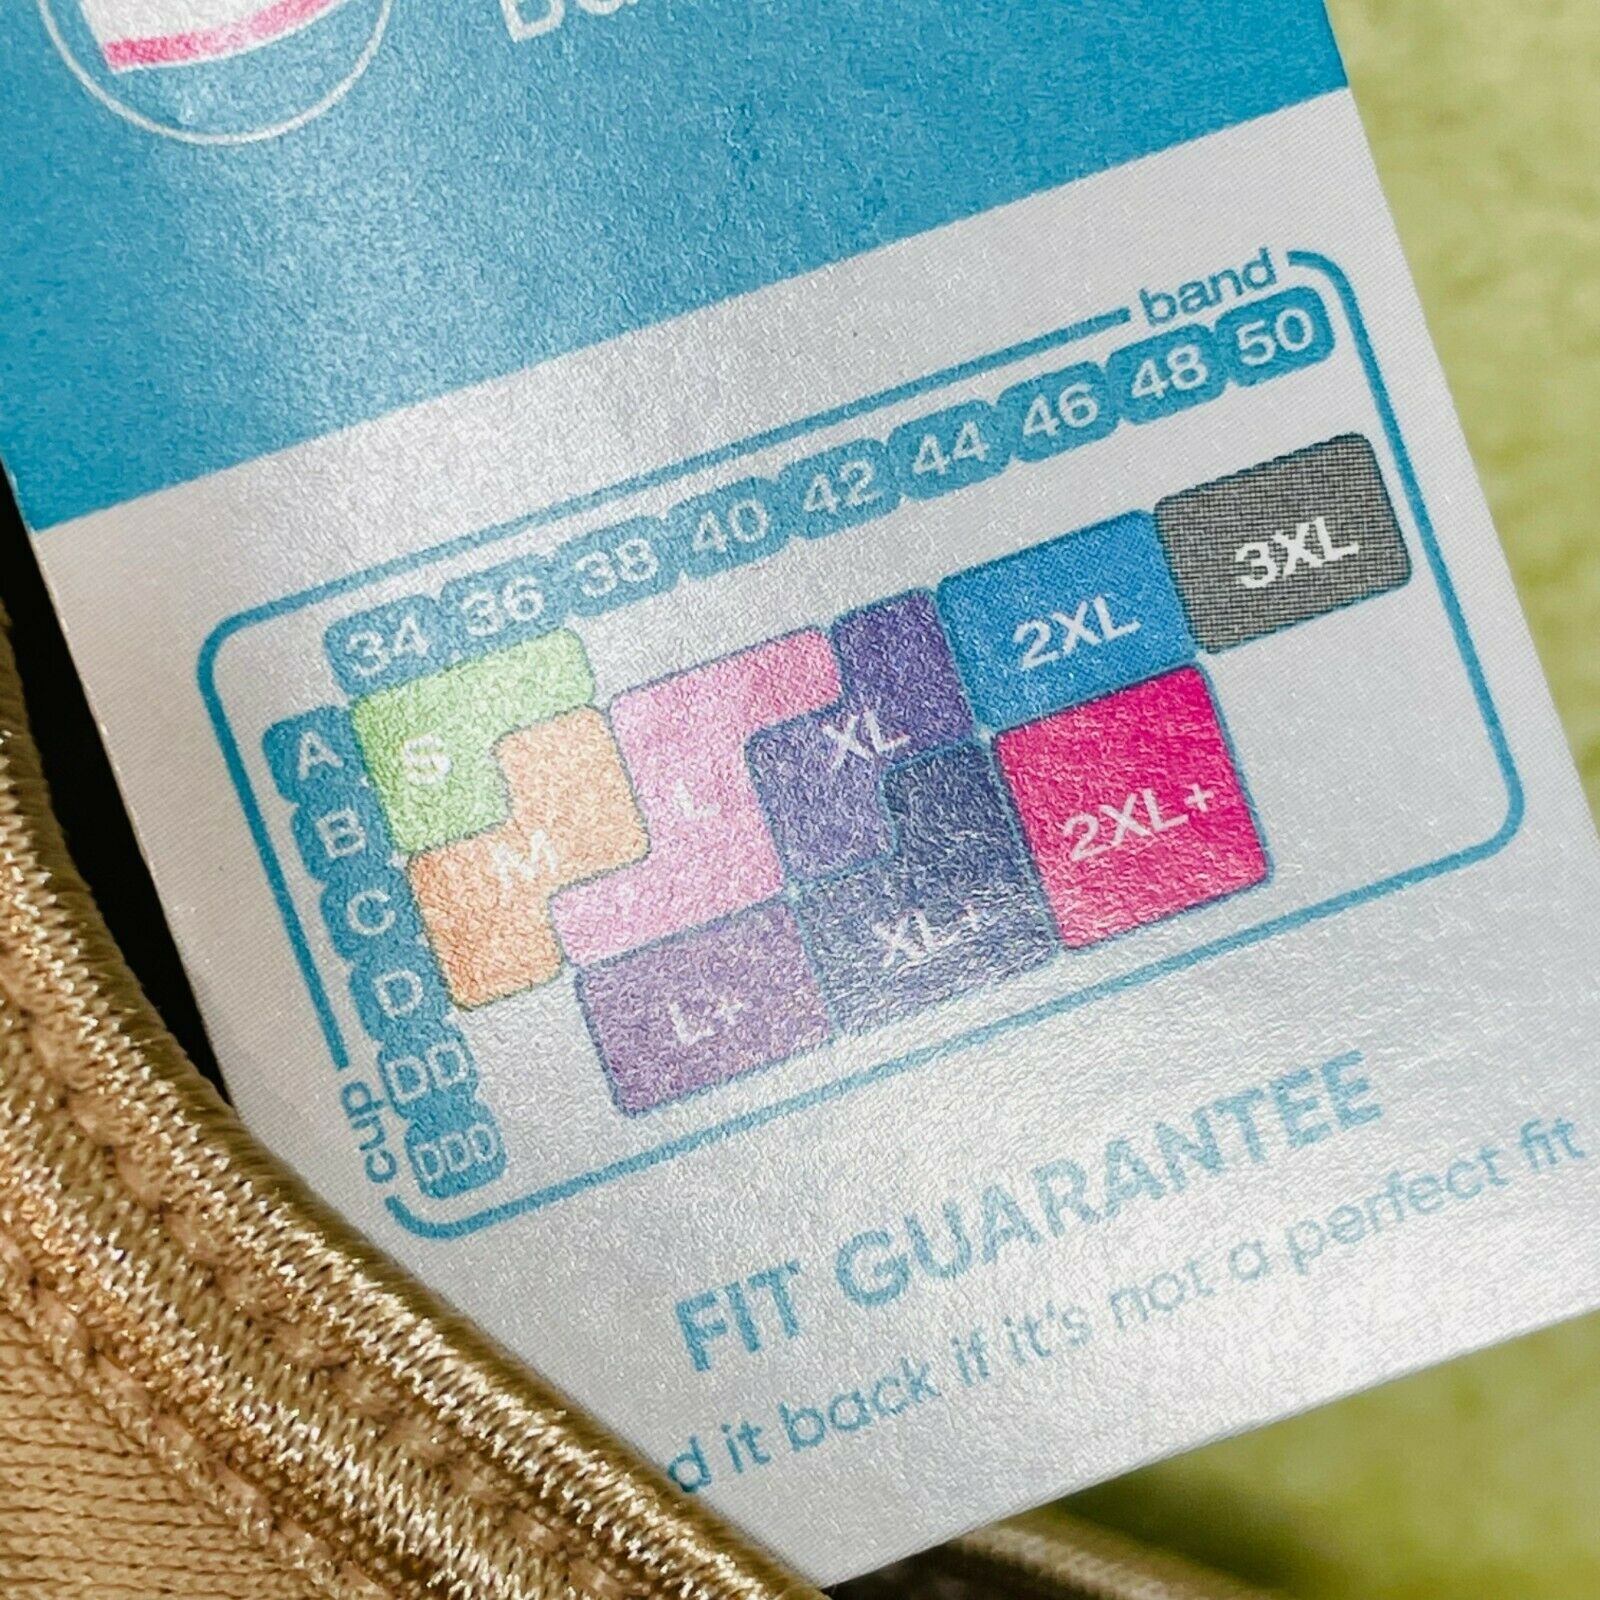 band
34 36 38 40 42 44 46 48 50
A
B
C
D
DD
DDD
cup
S
M
L
L+
XL
XL+
2XL
2XL+
3XL
FIT GUARANTEE
it back if it's not a perfect fit